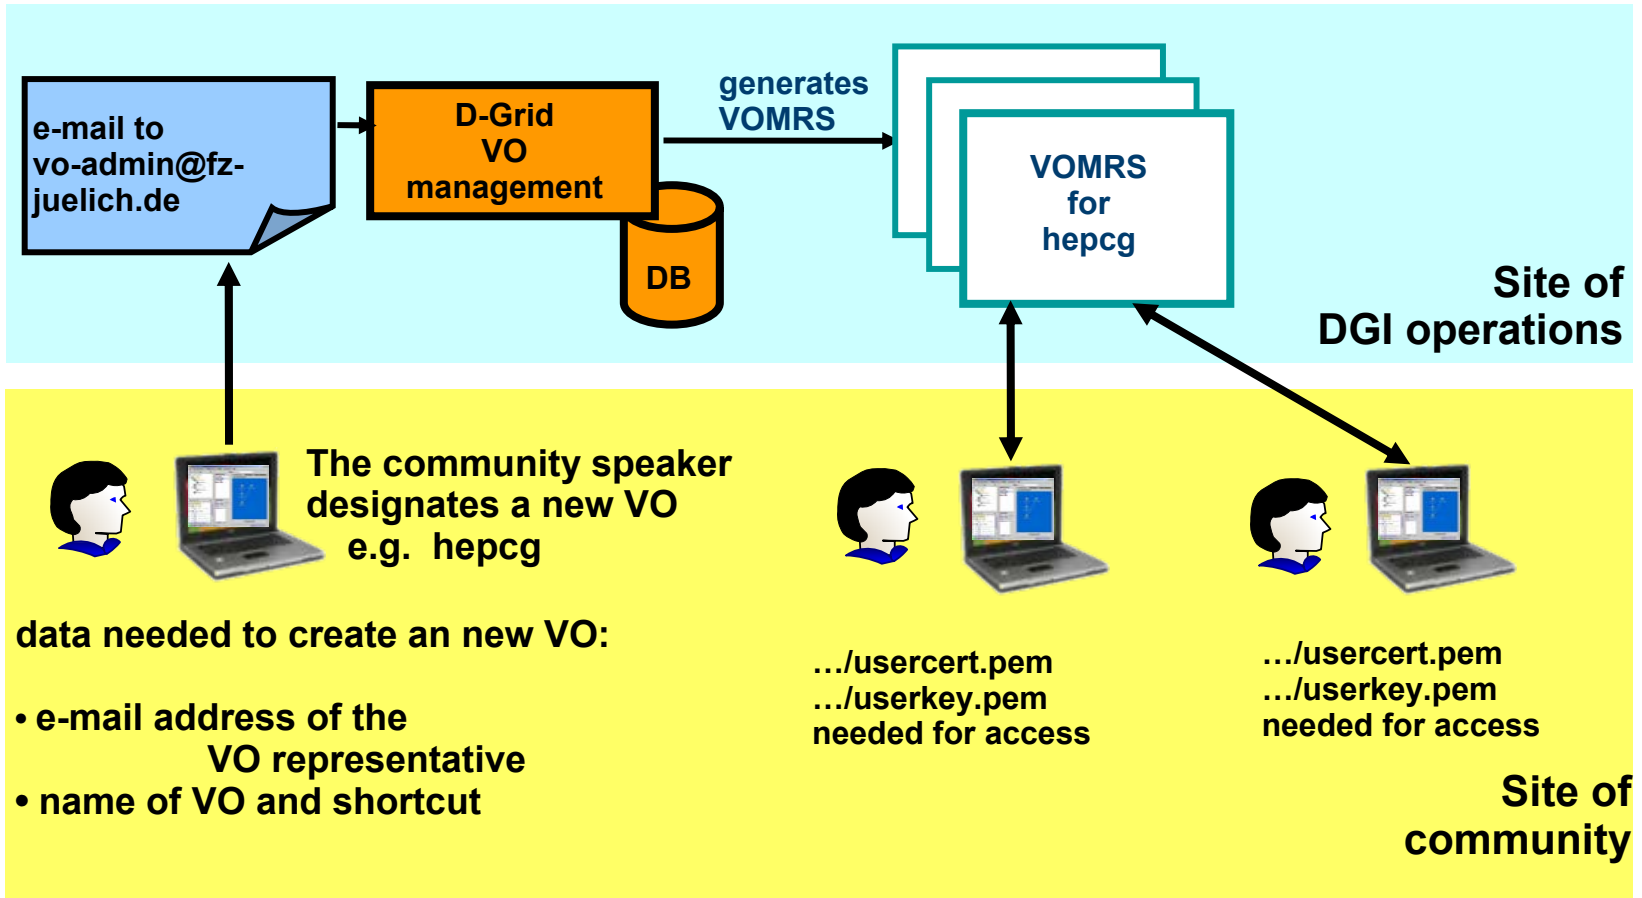 e-mail to
vo-admin@fz-
juelich.de
D-Grid
VO
management
DB
generates
VOMRS
VOMRS
for
hepcg
Site of
DGI operations
The community speaker
designates a new VO
e.g. hepcg
data needed to create an new VO:
• e-mail address of the
VO representative
• name of VO and shortcut
…/usercert.pem
…/userkey.pem
needed for access
…/usercert.pem
…/userkey.pem
needed for access
Site of
community